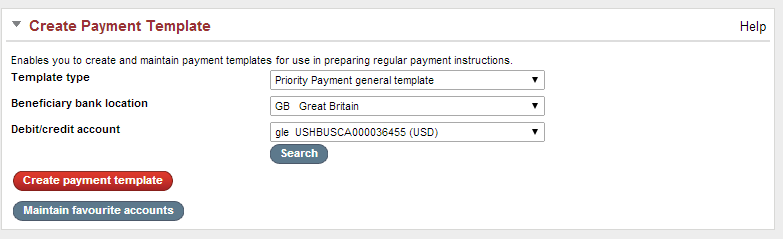 Create Payment Template
Help
Enables you to create and maintain payment templates for use in preparing regular payment instructions.
Template type
Priority Payment general template
Beneficiary bank location
GB Great Britain
Debit/credit account
gle USHBUSCA000036455 (USD)
Search
Create payment template
Maintain favourite accounts